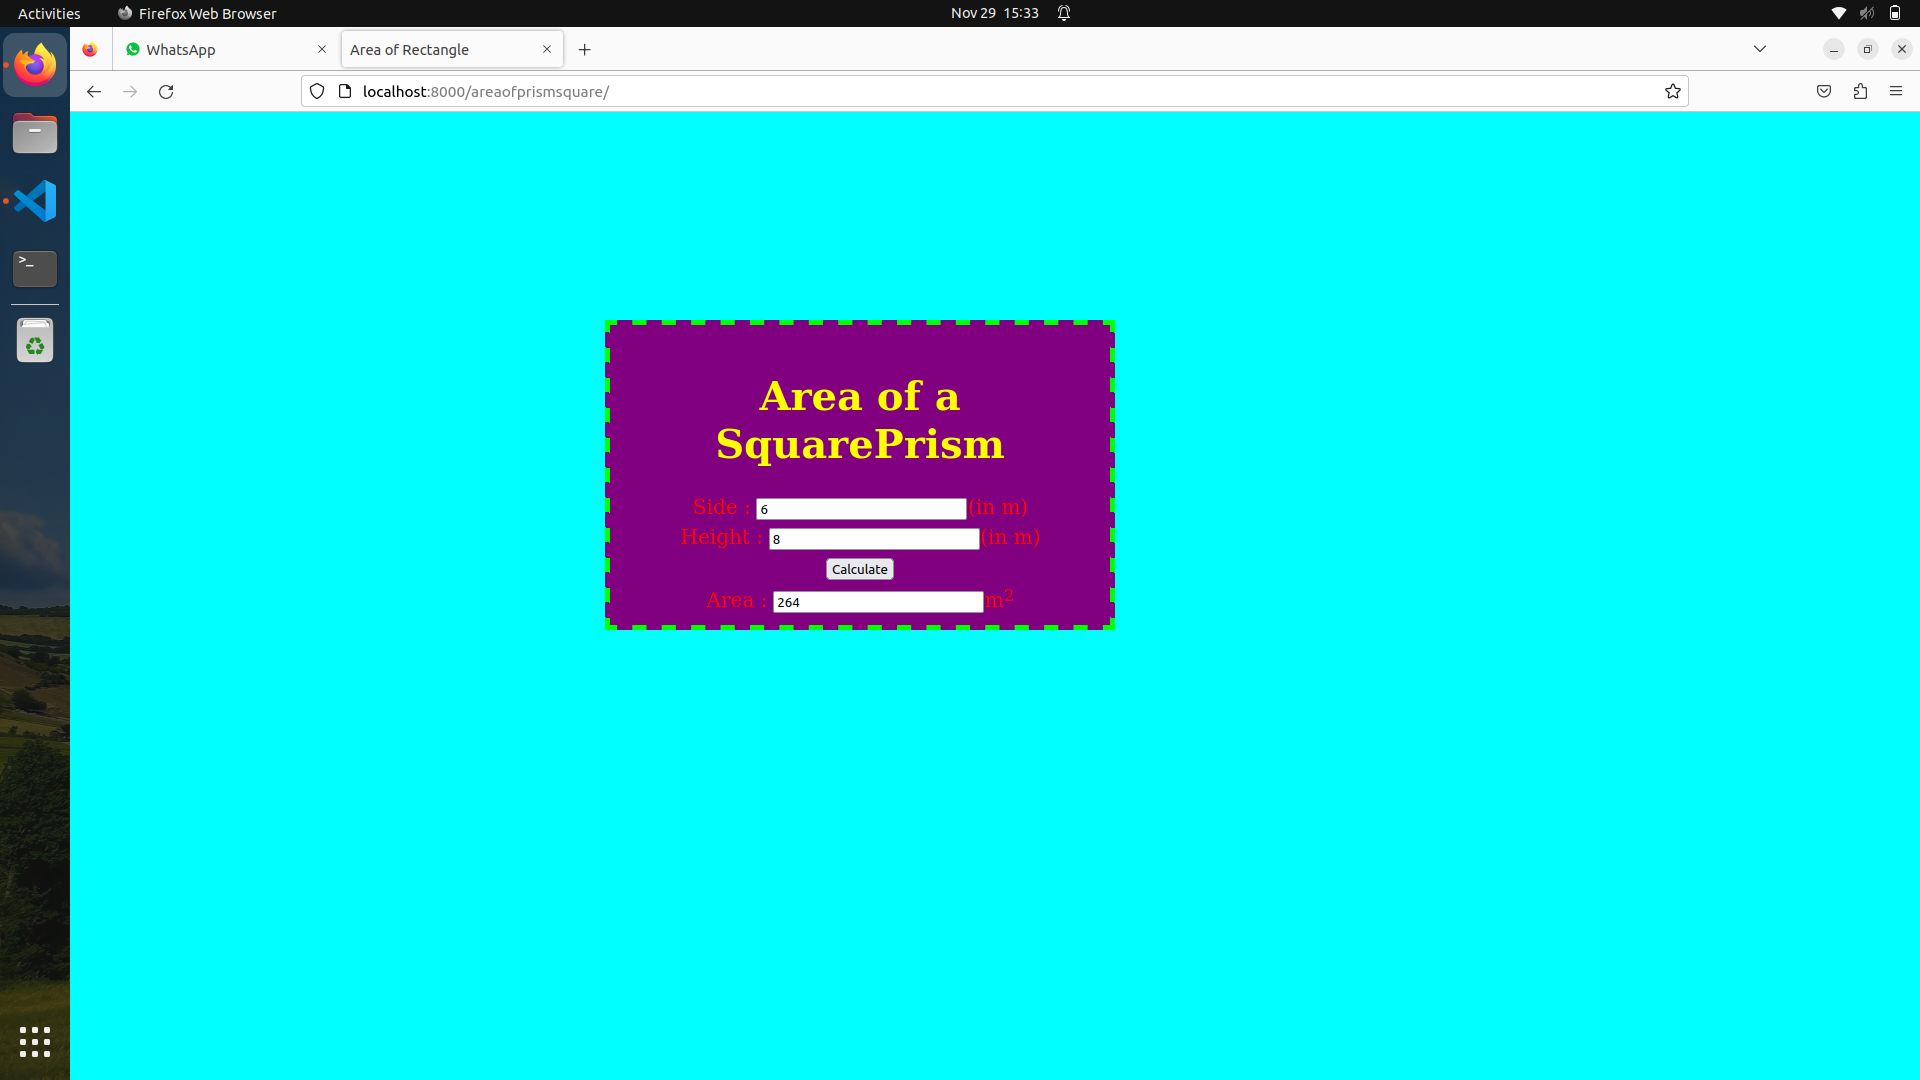 Activities
Firefox Web Browser
Nov 29 15:33
WhatsApp
Area of Rectangle
localhost:8000/areaofprismsquare/
>_
Area of a
SquarePrism
Side : 6 (in m)
Height : 8 (in m)
Calculate
Area : 264 m²